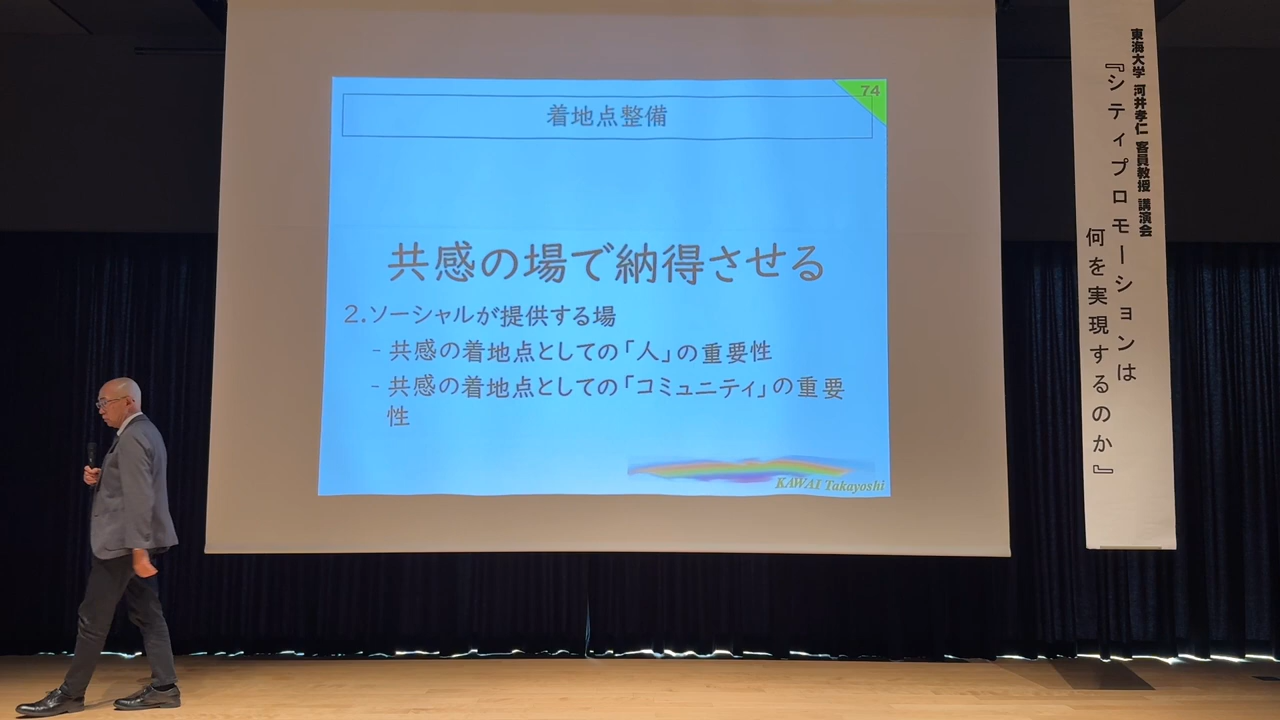 74
着地点整備
共感の場で納得させる
2.ソーシャルが提供する場
-共感の着地点としての「人」の重要性
-共感の着地点としての「コミュニティ」の重要
性
KAWAI Takayoshi
東海大学 河井孝仁 客員教授 講演会
『シティプロモーションは
何を実現するのか』